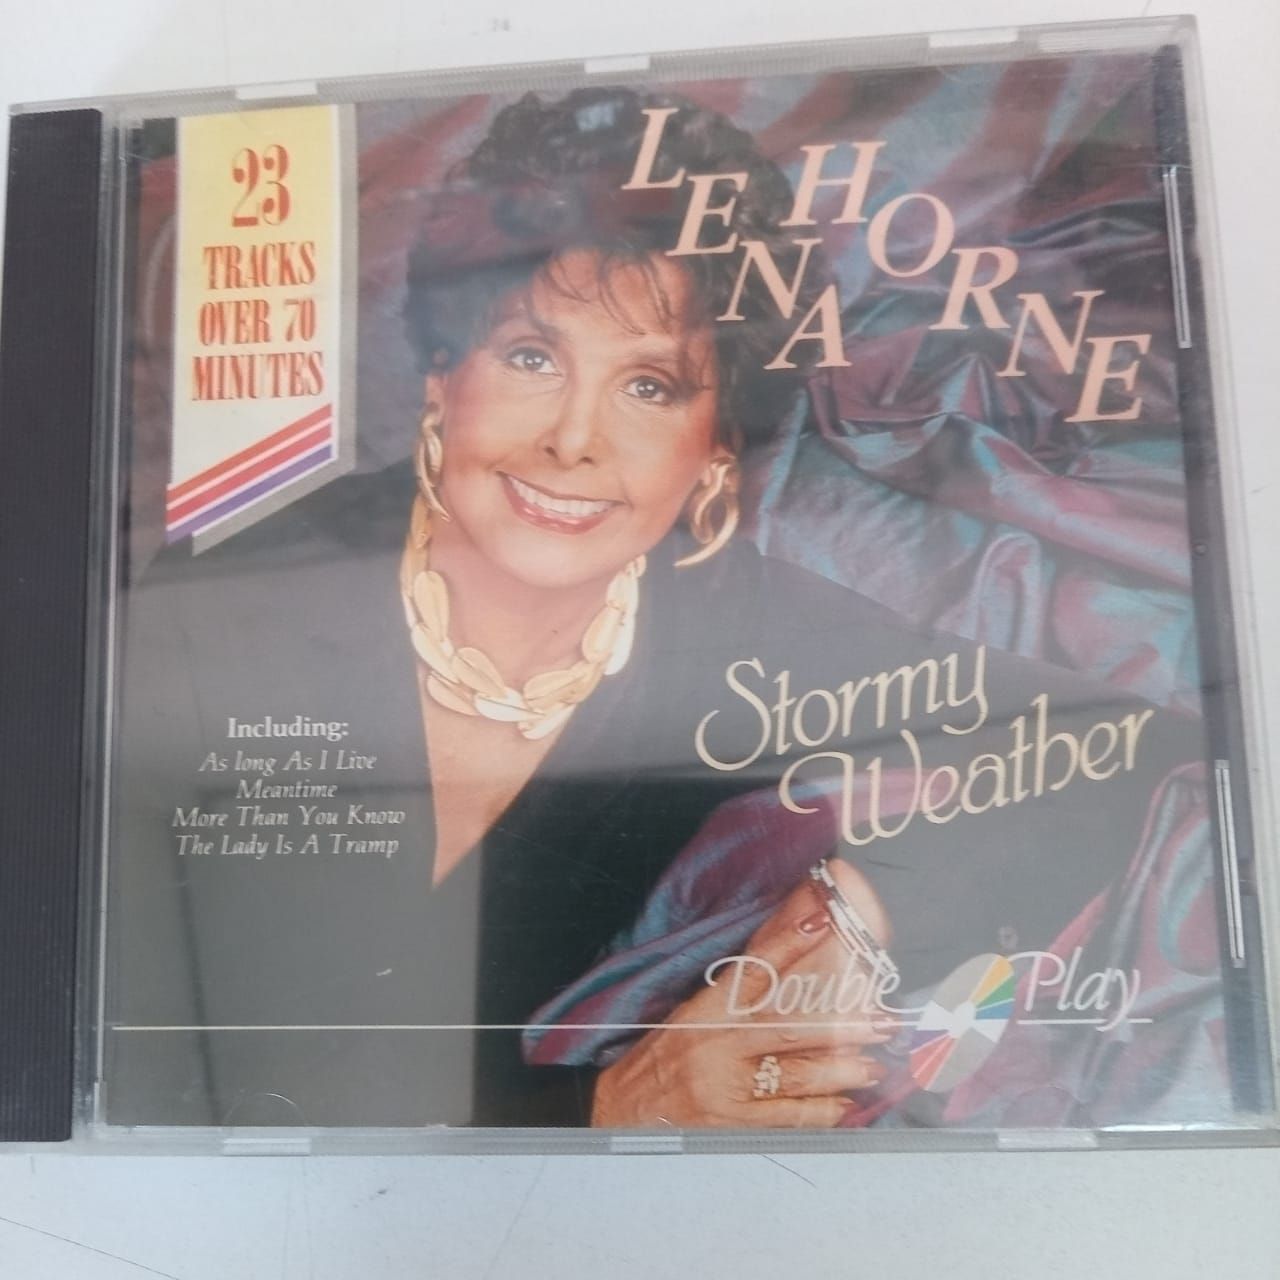 23
TRACKS
OVER 70
MINUTES
LENA HORNE
Stormy
Weather
Including:
As long As I Live
Meantime
More Than You Know
The Lady Is A Tramp
Double Play